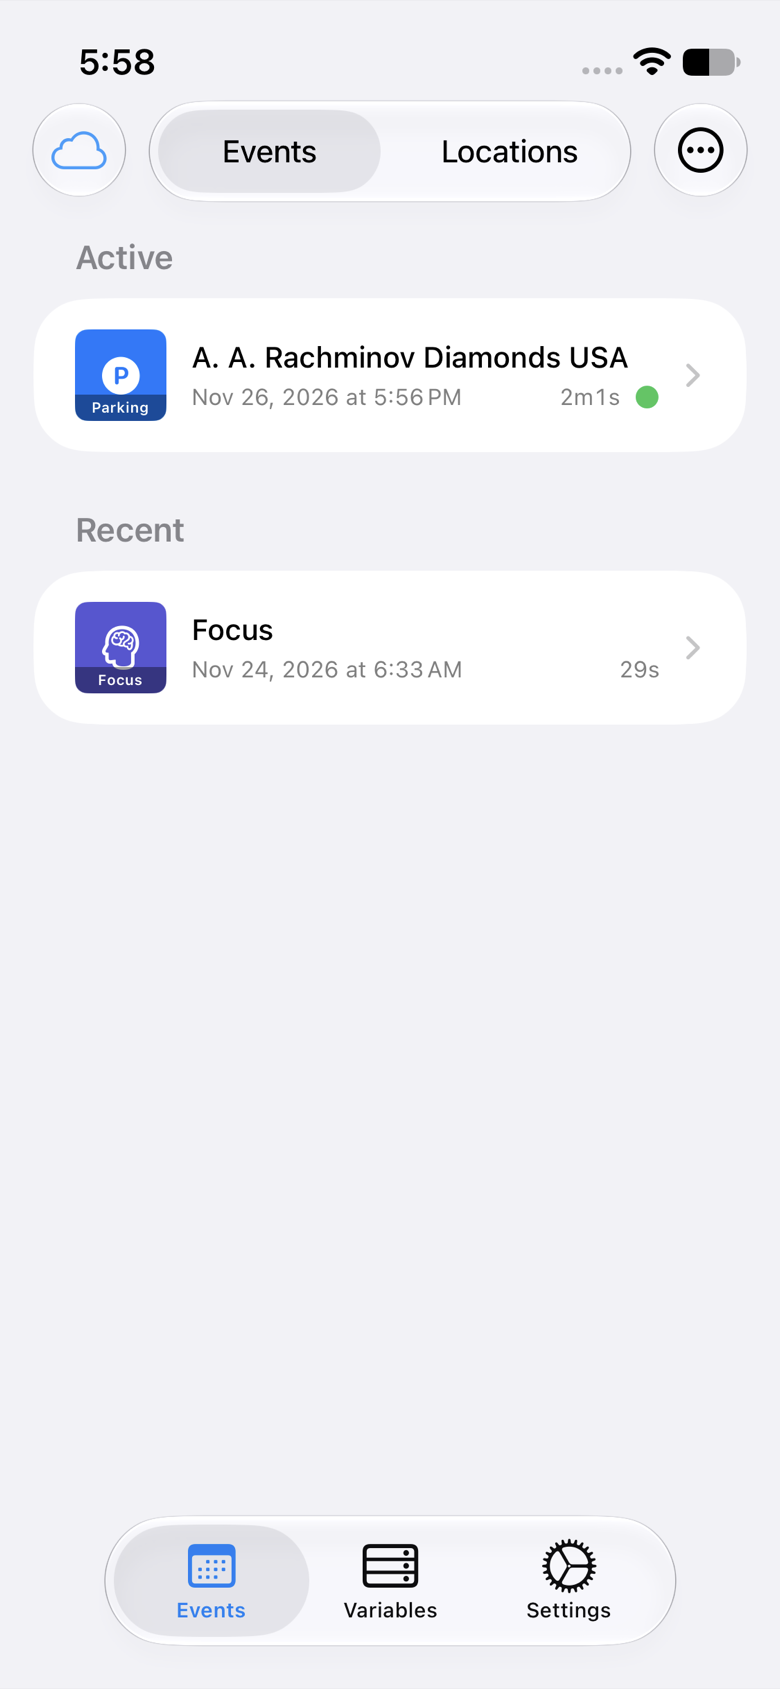 5:58
Events
Locations
Active
P
Parking
A. A. Rachminov Diamonds USA
Nov 26, 2026 at 5:56 PM
2m1s
Recent
Focus
Focus
Nov 24, 2026 at 6:33 AM
29s
Events
Variables
Settings